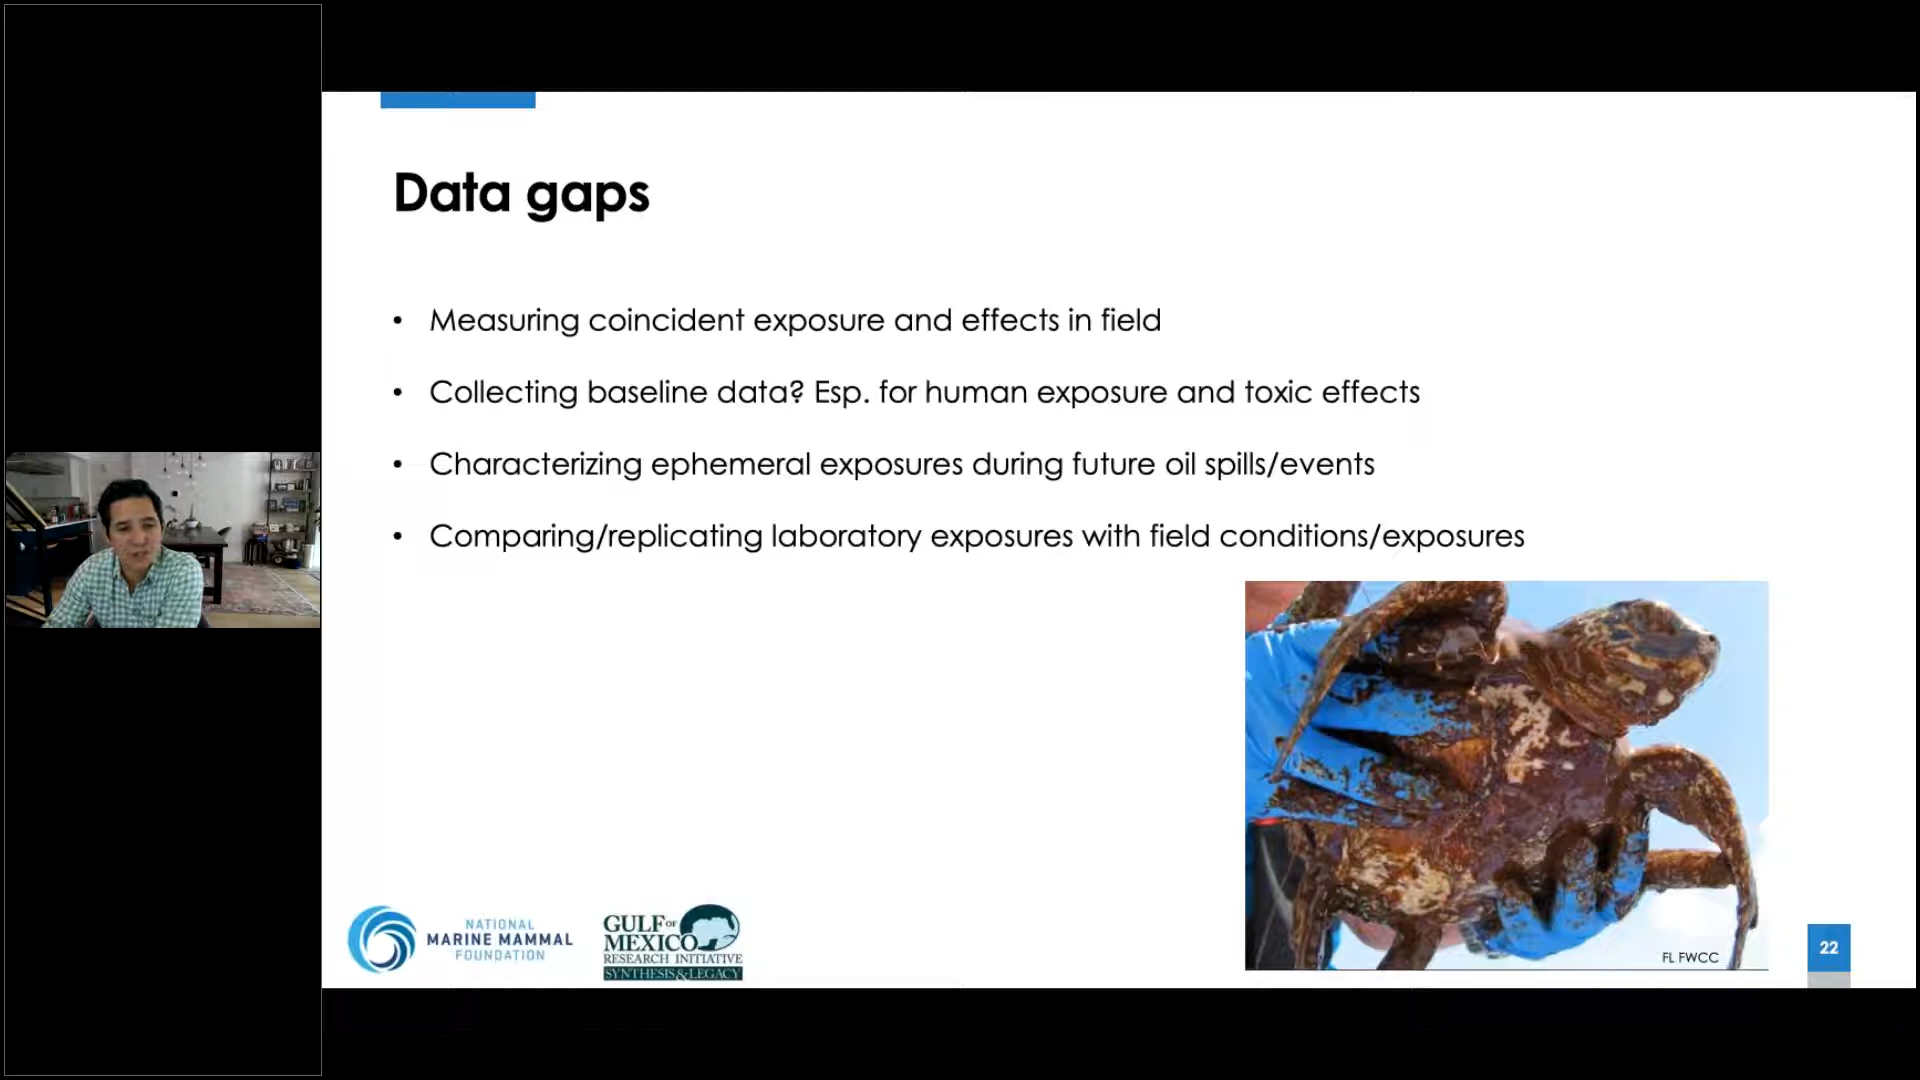 Data gaps
• Measuring coincident exposure and effects in field
• Collecting baseline data? Esp. for human exposure and toxic effects
• Characterizing ephemeral exposures during future oil spills/events
• Comparing/replicating laboratory exposures with field conditions/exposures
NATIONAL
MARINE MAMMAL
FOUNDATION
GULF OF
MEXICO
RESEARCH INITIATIVE
SYNTHESIS & LEGACY
FL FWCC
22